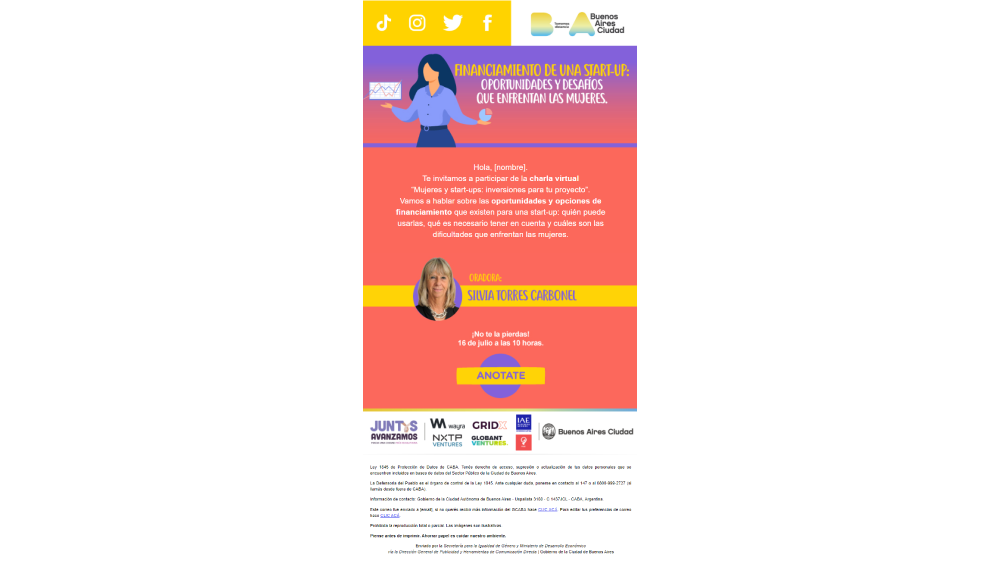 BA
Buenos
Aires
Ciudad
FINANCIAMIENTO DE UNA START-UP:
OPORTUNIDADES Y DESAFÍOS
QUE ENFRENTAN LAS MUJERES.
Hola, [nombre].
Te invitamos a participar de la charla virtual
"Mujeres y start-ups: inversiones para tu proyecto".
Vamos a hablar sobre las oportunidades y opciones de
financiamiento que existen para una start-up: quién puede
usarlas, qué es necesario tener en cuenta y cuáles son las
dificultades que enfrentan las mujeres.
ORADORA:
SILVIA TORRES CARBONEL
¡No te la pierdas!
16 de julio a las 10 horas.
ANOTATE
JUNTYS
AVANZAMOS
wayra
GRIDX
IAE
NXTP
VENTURES
GLOBANT
VENTURES.
Buenos Aires Ciudad
Ley 1845 de Protección de Datos de CABA. Tenés derecho de acceso, supresión o actualización de tus datos personales que se
encuentren incluidos en bases de datos del Sector Público de la Ciudad de Buenos Aires.
La Defensoría del Pueblo es el órgano de control de la Ley 1845. Ante cualquier duda, ponerse en contacto al 147 o al 0800-999-2727 (si
llamás desde fuera de CABA).
Información de contacto: Gobierno de la Ciudad Autónoma de Buenos Aires - Uspallata 3160 - C.1437JCL - CABA, Argentina
Este correo fue enviado a [email], si no querés recibir más información del GCABA hacé CLIC ACÁ. Para editar tus preferencias de correo
hacé CLIC ACÁ.
Prohibida la reproducción total o parcial. Las imágenes son ilustrativas
Pensar antes de imprimir. Ahorrar papel es cuidar nuestro ambiente.
Enviado por la Secretaría para la Igualdad de Género y Ministerio de Desarrollo Económico
vía la Dirección General de Publicidad y Herramientas de Comunicación Directa | Gobierno de la Ciudad de Buenos Aires